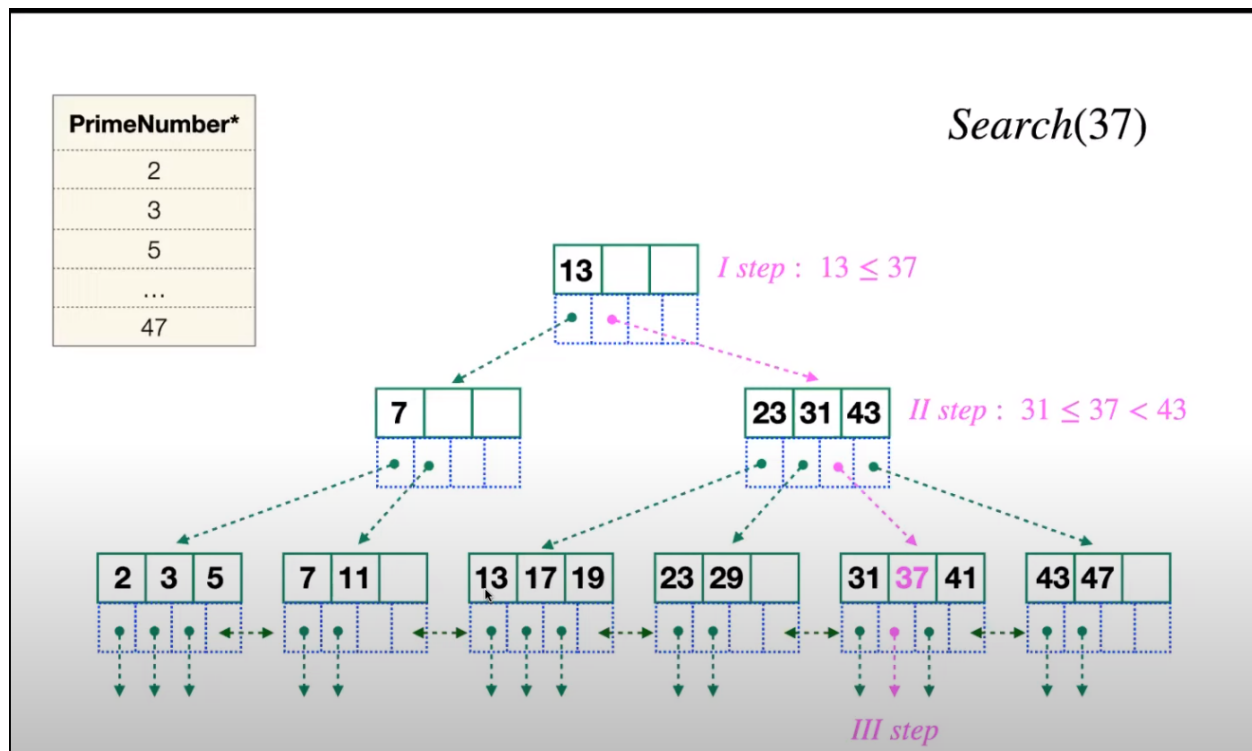 PrimeNumber*
2
3
5
...
47
Search(37)
13
I step : 13 ≤ 37
7
23 31 43
II step : 31 ≤ 37 < 43
2 3 5
7 11
13 17 19
23 29
31 37 41
43 47
III step